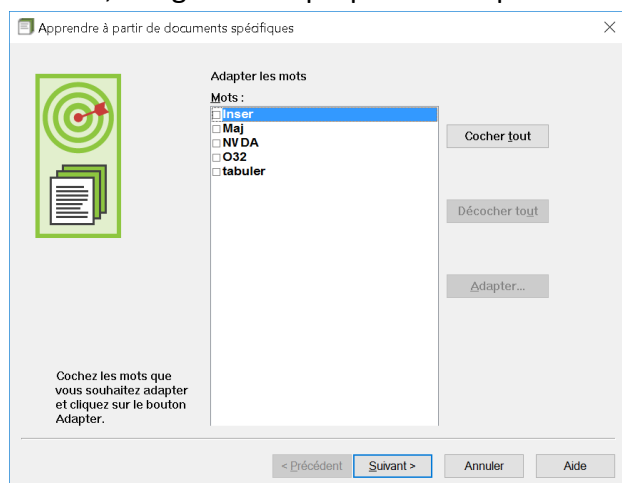 Apprendre à partir de documents spécifiques
Adapter les mots
Mots :
Inser
Maj
NVDA
O32
tabuler
Cocher tout
Décocher tout
Adapter...
Cochez les mots que
vous souhaitez adapter
et cliquez sur le bouton
Adapter.
< Précédent
Suivant >
Annuler
Aide